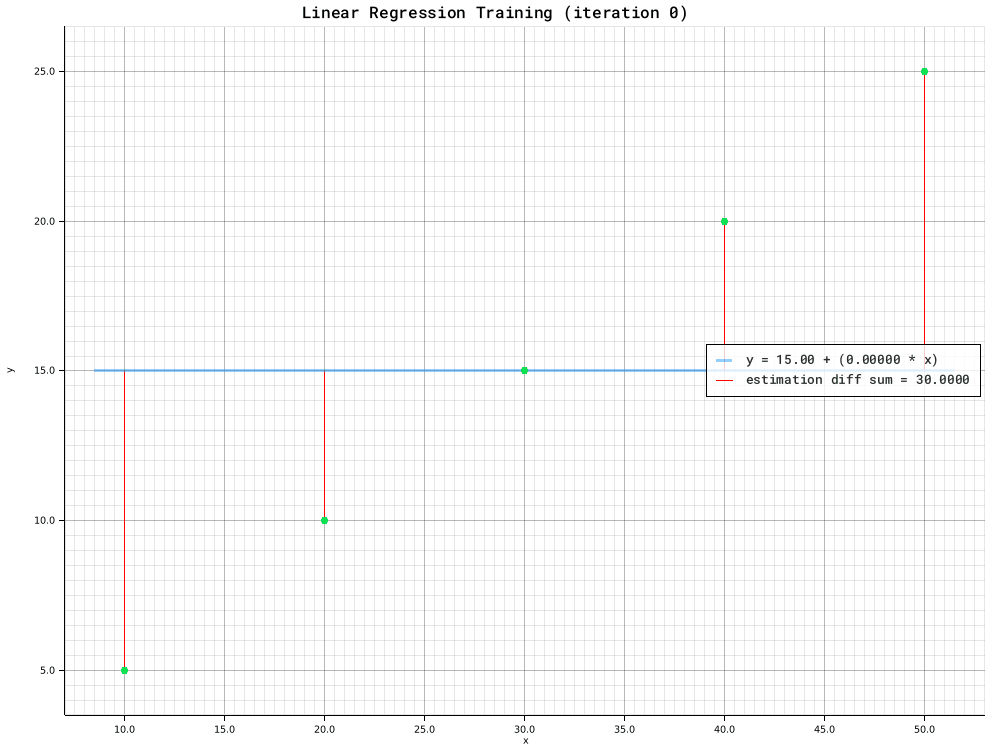 Linear Regression Training (iteration 0)
25.0
20.0
y = 15.00 + (0.00000 * x)
y
15.0
estimation diff sum = 30.0000
10.0
5.0
10.0 15.0 20.0 25.0 30.0 35.0 40.0 45.0 50.0
x